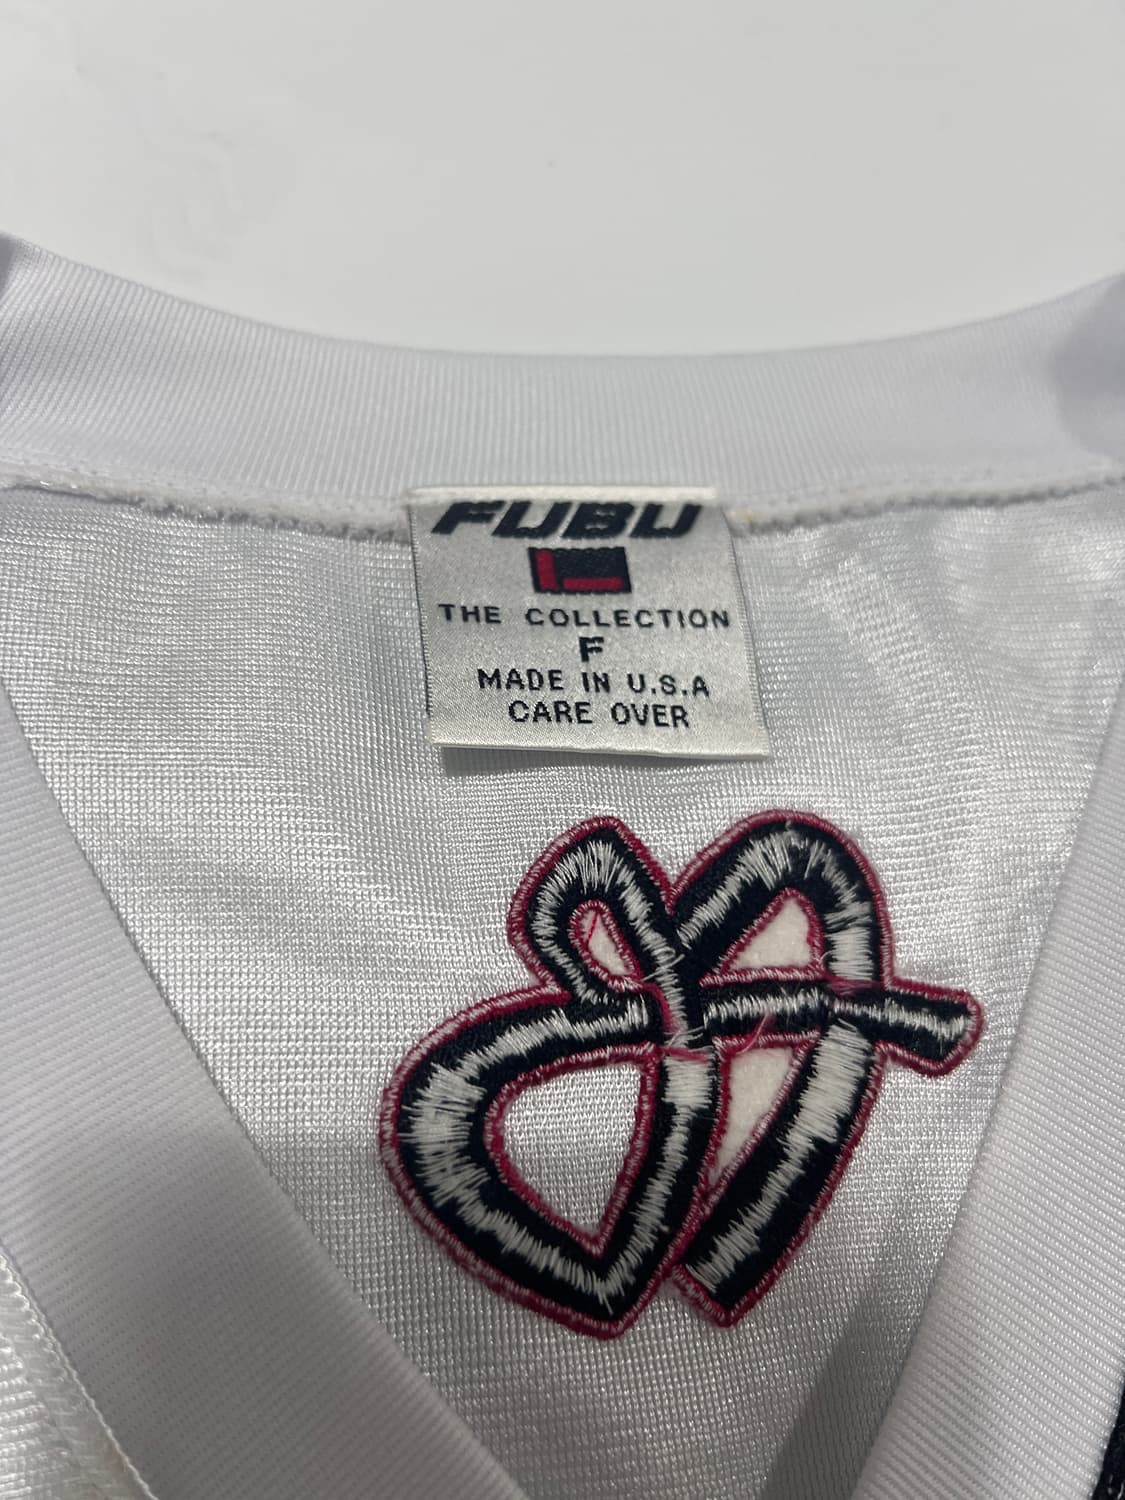 FUBU
THE COLLECTION
F
MADE IN U.S.A
CARE OVER